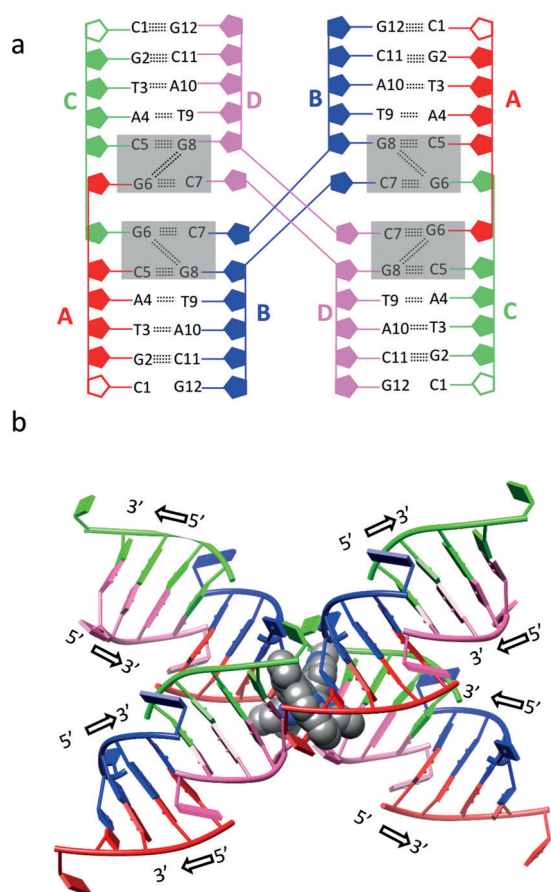 a
C1 G12 G12 C1
G2 C11 C11 G2
T3 A10 A10 T3
A4 T9 T9 A4
C D B A
C5 G8 G8 C5
G6 C7 C7 G6
G6 C7 C7 G6
C5 G8 G8 C5
A4 T9 T9 A4
A B D C
T3 A10 A10 T3
G2 C11 C11 G2
C1 G12 G12 C1
b
3' 5' 5' 3'
5' 3' 3' 5'
5' 3' 3' 5'
3' 5' 5' 3'